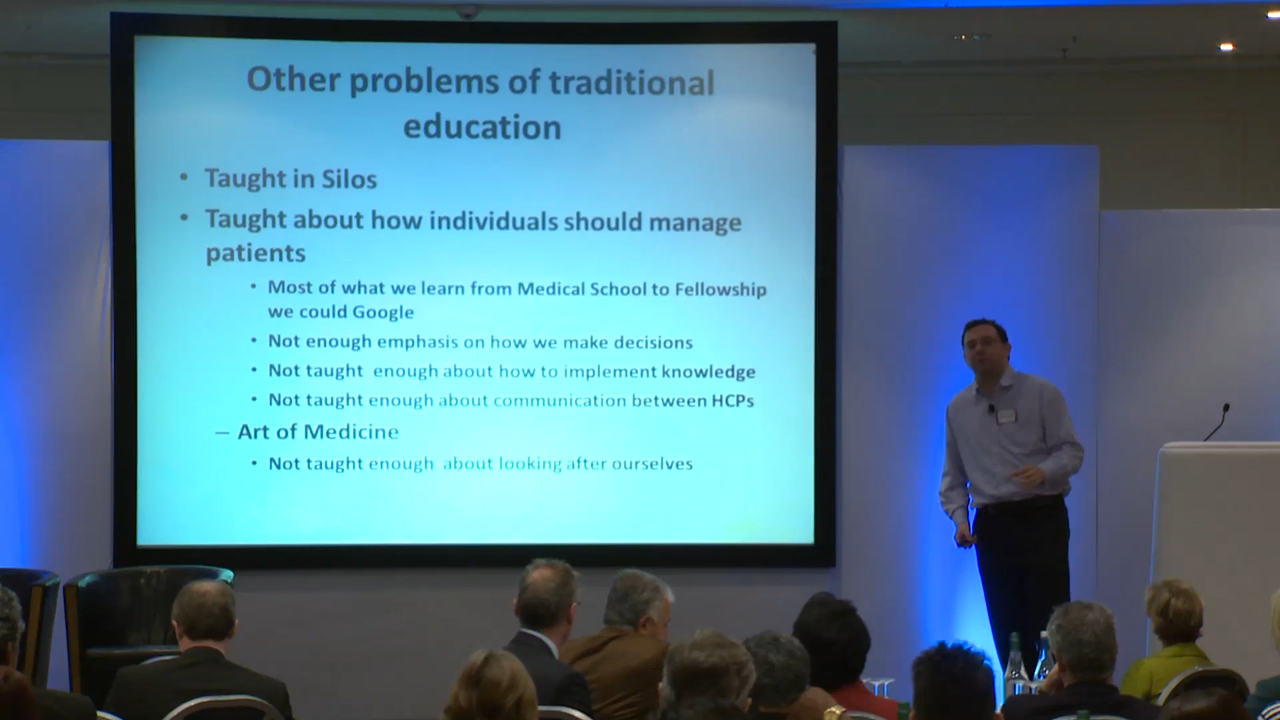 Other problems of traditional
education
• Taught in Silos
• Taught about how individuals should manage
patients
• Most of what we learn from Medical School to Fellowship
we could Google
• Not enough emphasis on how we make decisions
• Not taught enough about how to implement knowledge
• Not taught enough about communication between HCPs
– Art of Medicine
• Not taught enough about looking after ourselves